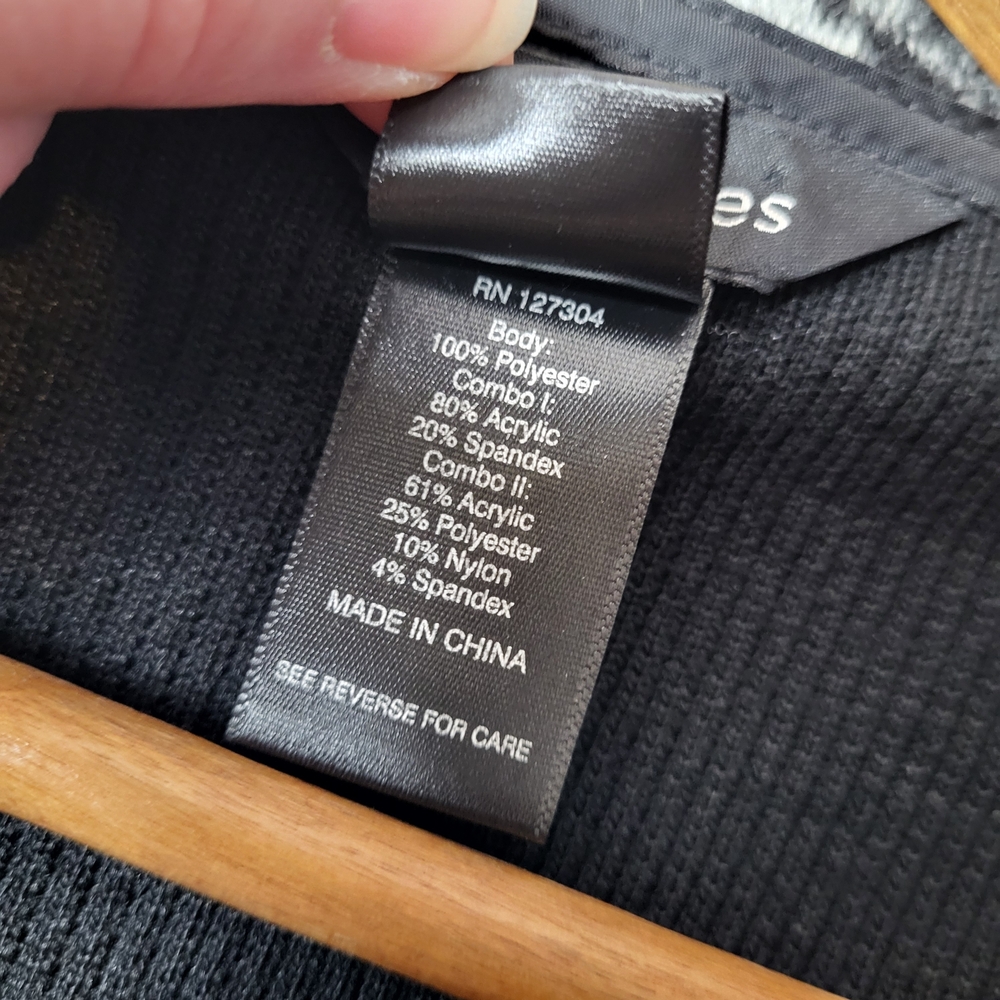 es
RN 127304
Body:
100% Polyester
Combo I:
80% Acrylic
20% Spandex
Combo II:
61% Acrylic
25% Polyester
10% Nylon
4% Spandex
MADE IN CHINA
SEE REVERSE FOR CARE